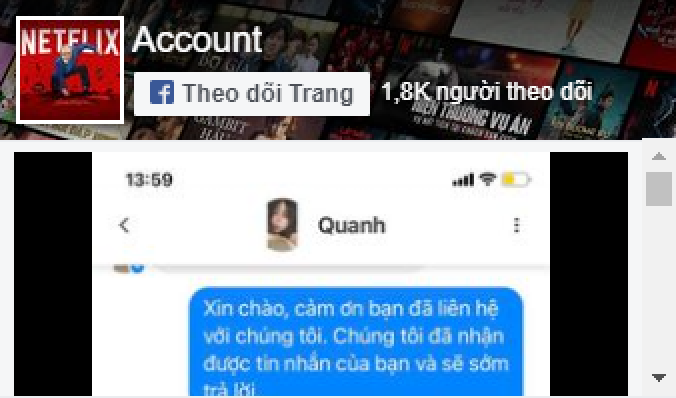 NETFLIX
Account
Theo dõi Trang
1,8K người theo dõi
GAMBIT
HIỆN TRƯỜNG VỤ ÁN
13:59
Quanh
Xin chào, cảm ơn bạn đã liên hệ
với chúng tôi. Chúng tôi đã nhận
được tin nhắn của bạn và sẽ sớm
trả lời